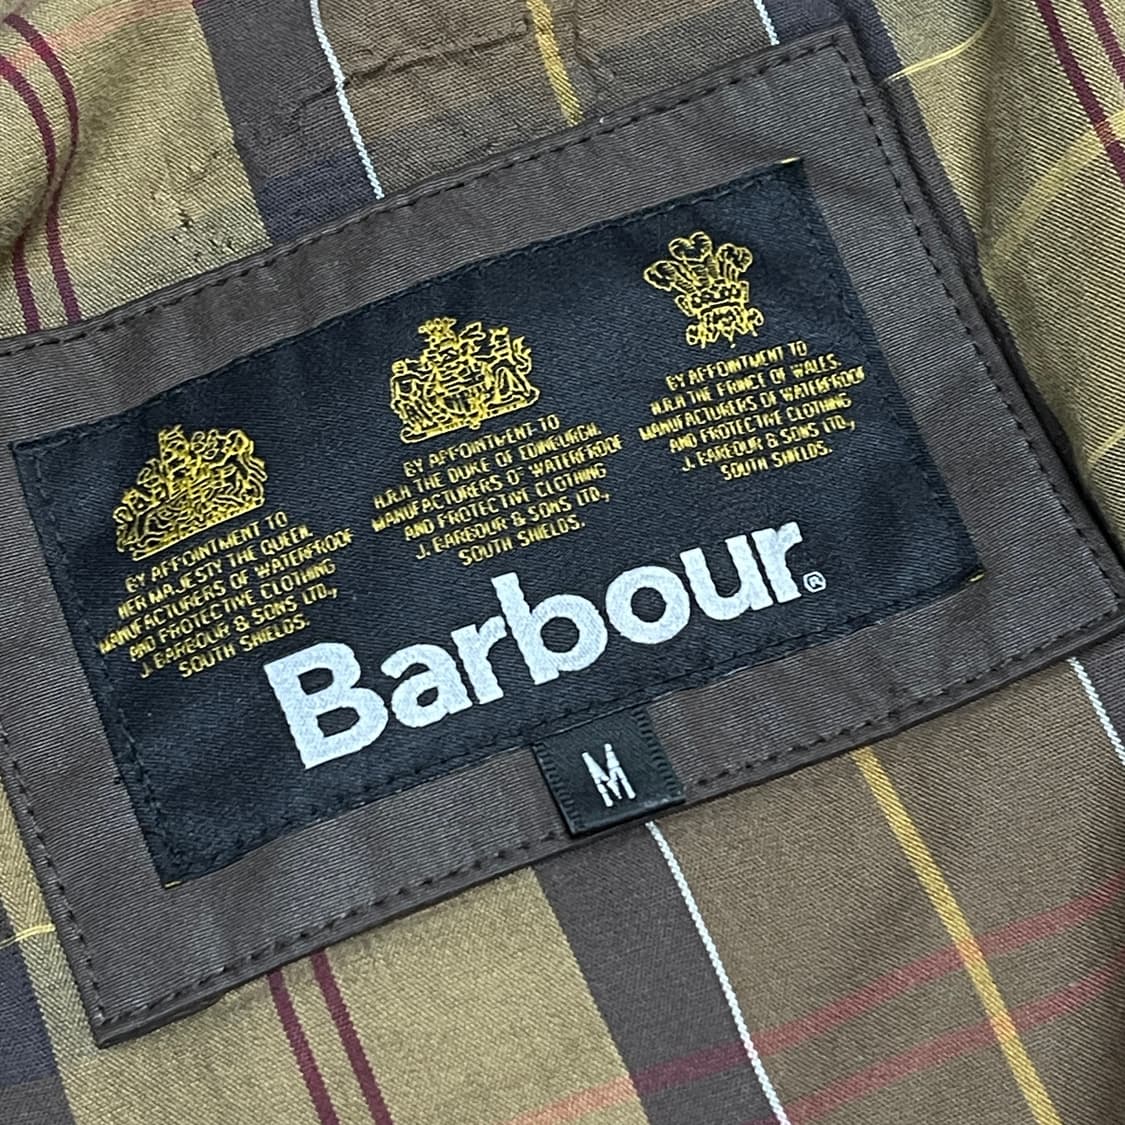 BY APPOINTMENT TO
HER MAJESTY THE QUEEN.
MANUFACTURERS OF WATERPROOF
AND PROTECTIVE CLOTHING
J. BARBOUR & SONS LTD.,
SOUTH SHIELDS.
BY APPOINTMENT TO
H.R.H THE DUKE OF EDINBURGH.
MANUFACTURERS OF WATERPROOF
AND PROTECTIVE CLOTHING
J. BARBOUR & SONS LTD.,
SOUTH SHIELDS.
BY APPOINTMENT TO
H.R.H THE PRINCE OF WALES.
MANUFACTURERS OF WATERPROOF
AND PROTECTIVE CLOTHING
J. BARBOUR & SONS LTD.,
SOUTH SHIELDS.
Barbour®
M